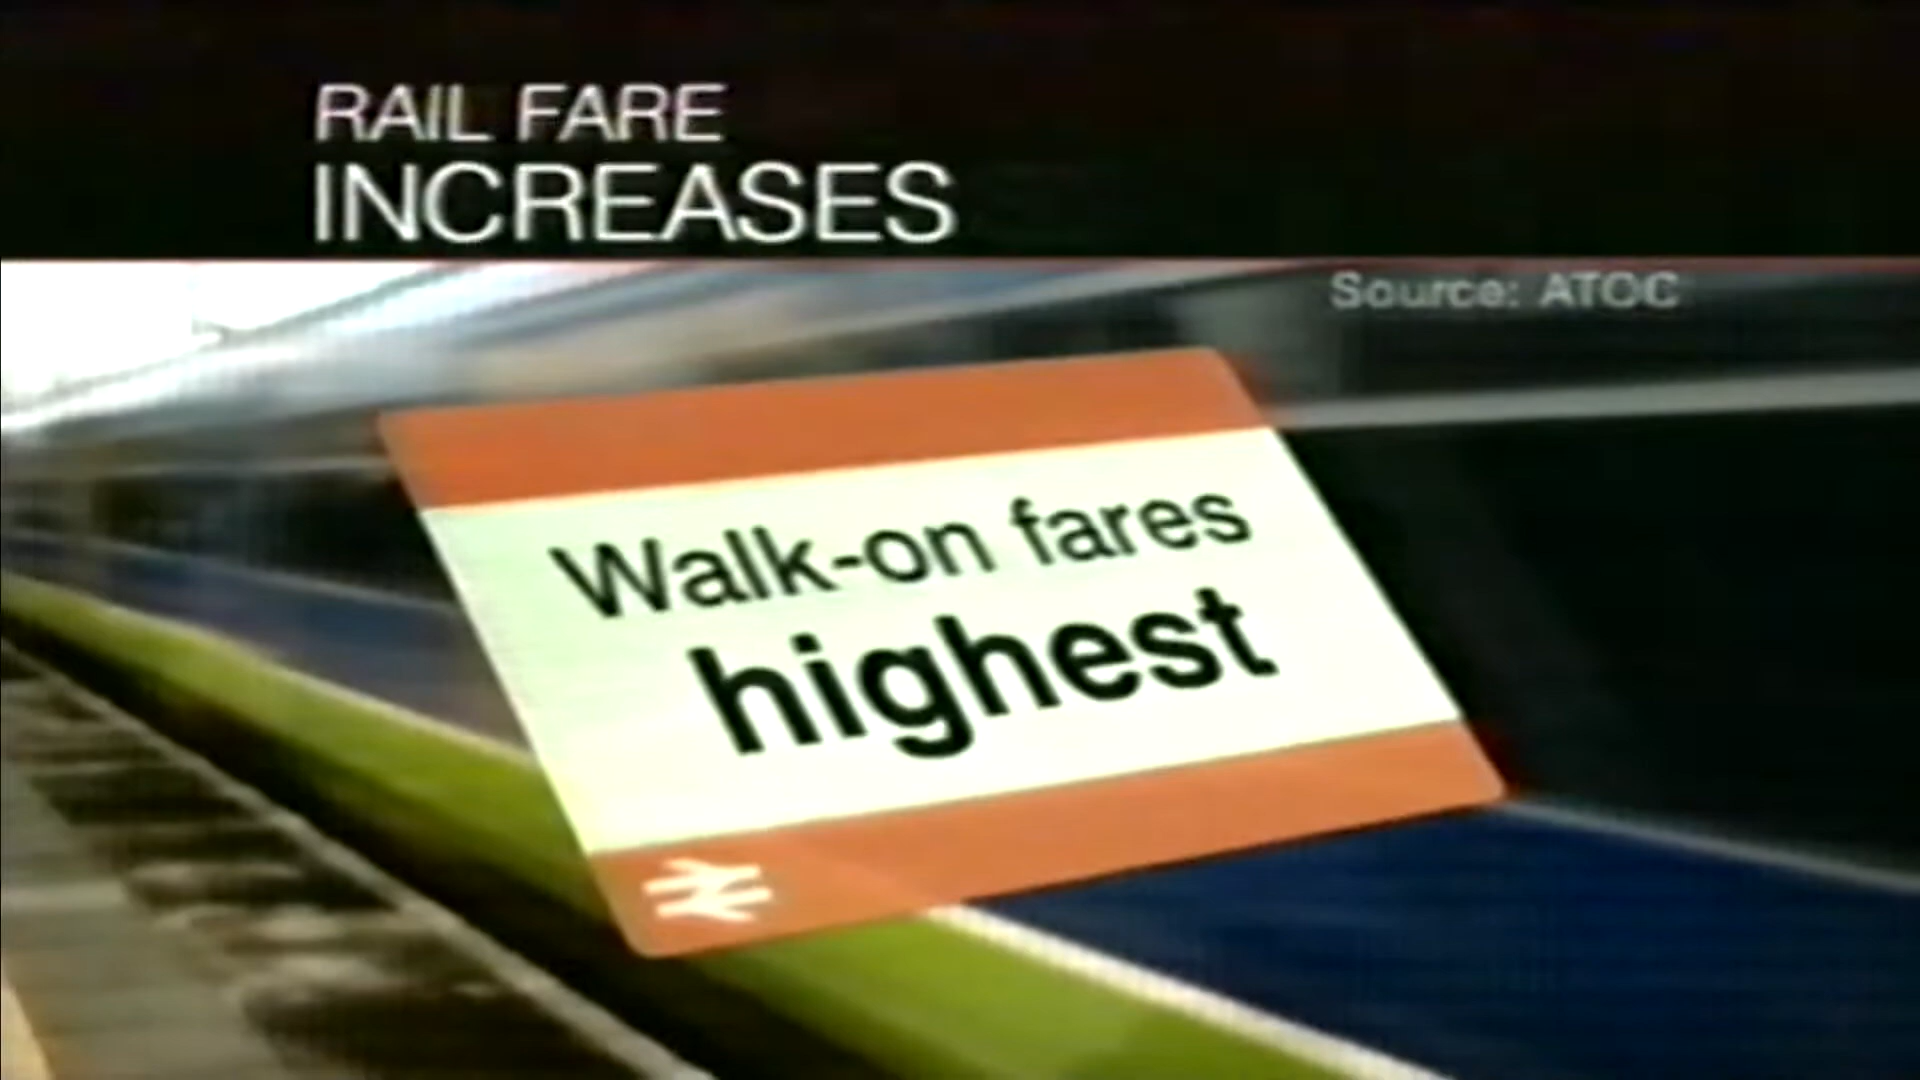 RAIL FARE
INCREASES
Source: ATOC
Walk-on fares
highest